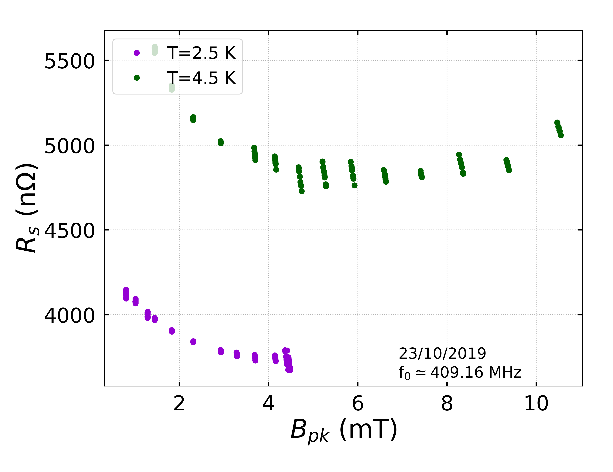 T=2.5 K
T=4.5 K
5500
5000
4500
4000
R_s (nΩ)
23/10/2019
f₀ ≃ 409.16 MHz
2
4
6
8
10
B_pk (mT)